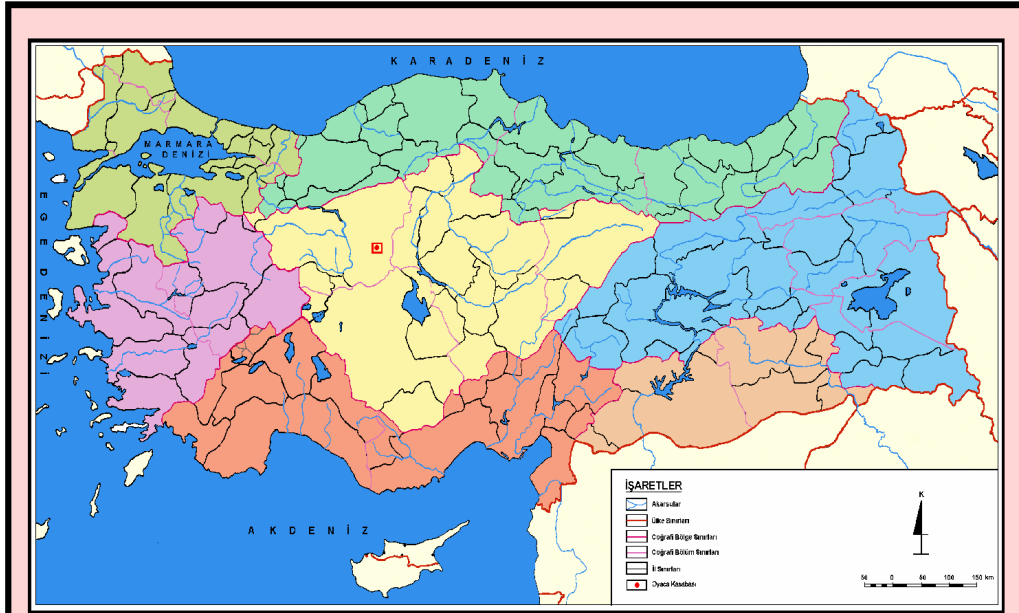 KARADENİZ
MARMARA
DENİZİ
EGE DENİZİ
AKDENİZ
İŞARETLER
Akarsular
Ülke Sınırları
Coğrafi Bölge Sınırları
Coğrafi Bölüm Sınırları
İl Sınırları
Oyaca Kasabası
K
50 0 50 100 150 km